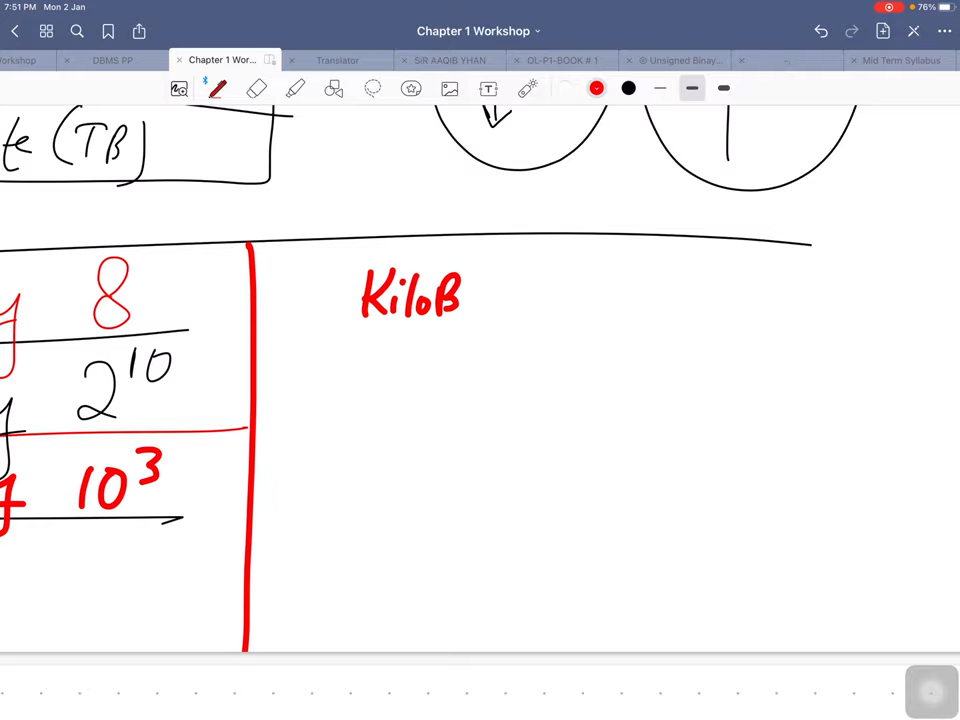 7:51 PM Mon 2 Jan
76%
Chapter 1 Workshop
orkshop
DBMS PP
Chapter 1 Wor...
Translator
SiR AAQIB YHAN
OL-P1-BOOK # 1
Unsigned Binay...
Mid Term Syllabus
te (TB)
y 8
2^10
10^3
KiloB